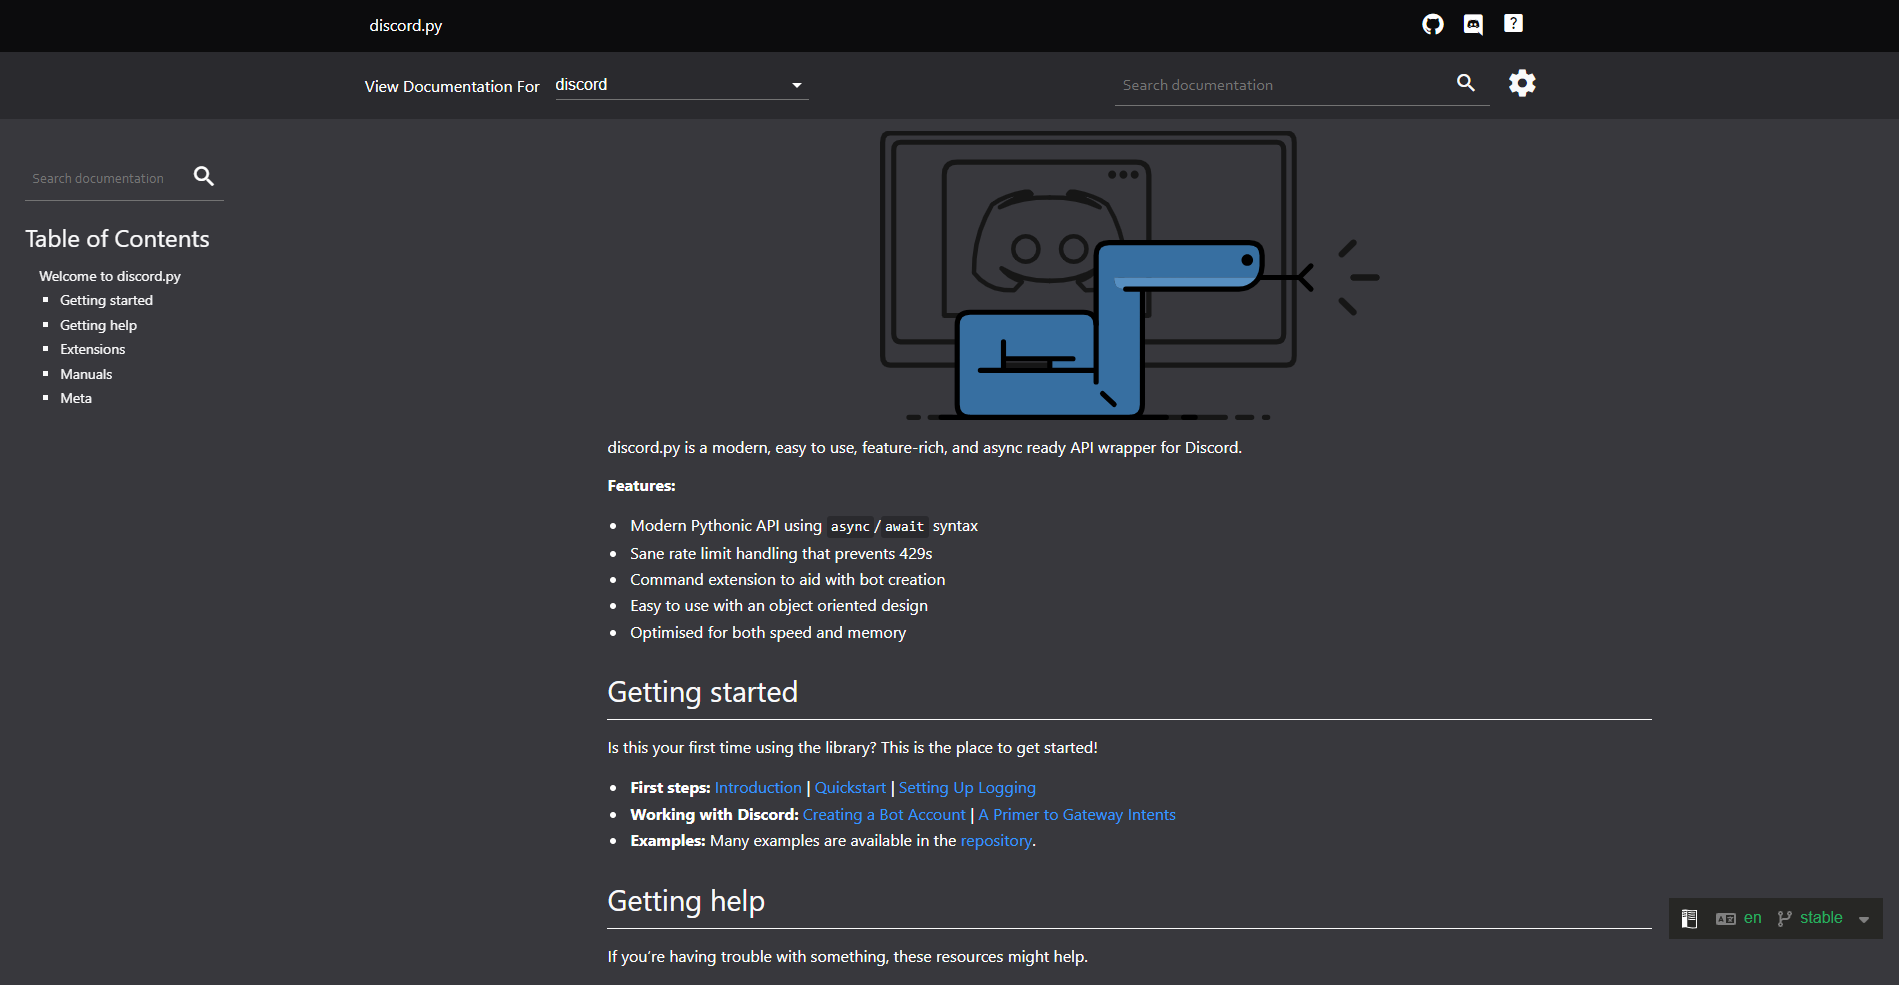 discord.py
?
View Documentation For discord
Search documentation
Search documentation
Table of Contents
Welcome to discord.py
Getting started
Getting help
Extensions
Manuals
Meta
discord.py is a modern, easy to use, feature-rich, and async ready API wrapper for Discord.
Features:
Modern Pythonic API using async/await syntax
Sane rate limit handling that prevents 429s
Command extension to aid with bot creation
Easy to use with an object oriented design
Optimised for both speed and memory
Getting started
Is this your first time using the library? This is the place to get started!
First steps: Introduction | Quickstart | Setting Up Logging
Working with Discord: Creating a Bot Account | A Primer to Gateway Intents
Examples: Many examples are available in the repository.
Getting help
If you’re having trouble with something, these resources might help.
en stable